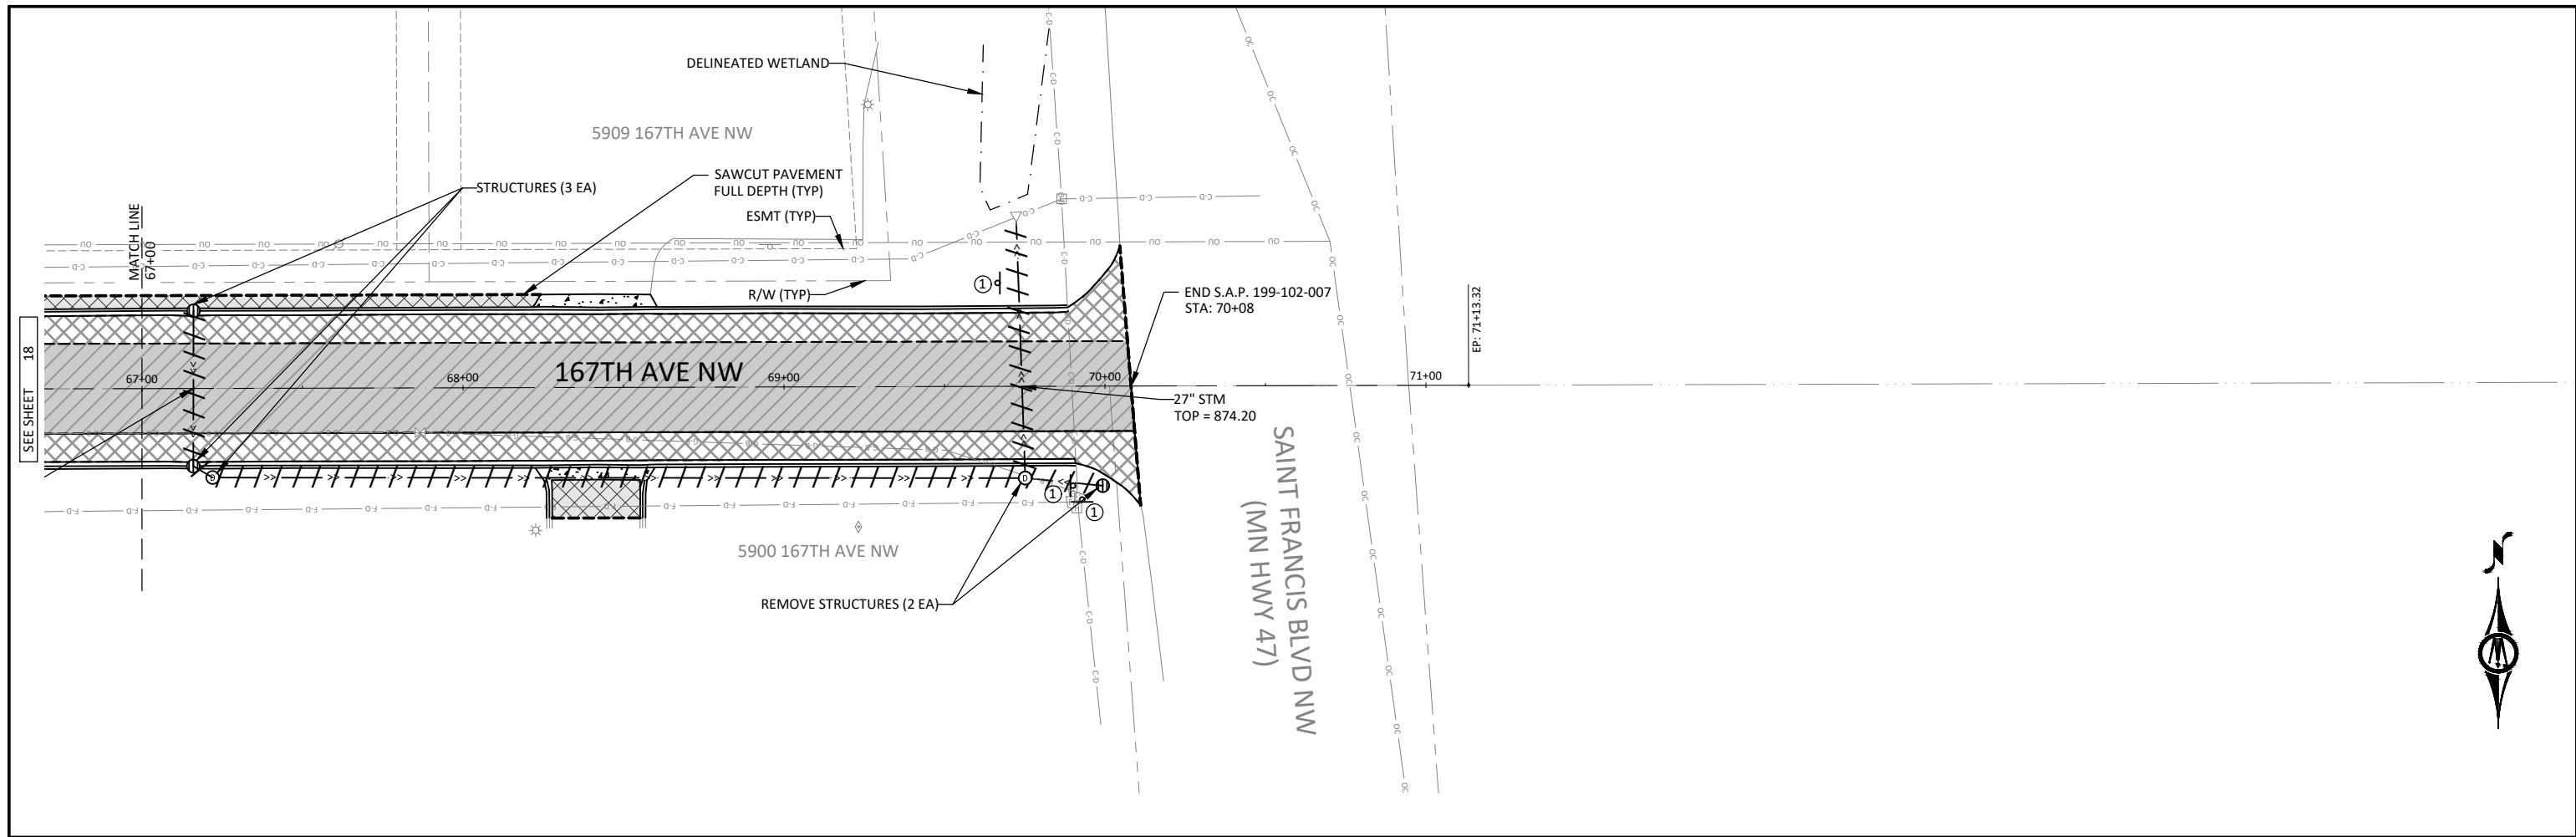 DELINEATED WETLAND
5909 167TH AVE NW
STRUCTURES (3 EA)
SAWCUT PAVEMENT
FULL DEPTH (TYP)
ESMT (TYP)
MATCH LINE
67+00
R/W (TYP)
1
END S.A.P. 199-102-007
STA: 70+08
EP: 71+13.32
SEE SHEET 18
67+00
68+00
167TH AVE NW
69+00
70+00
71+00
27" STM
TOP = 874.20
SAINT FRANCIS BLVD NW
(MN HWY 47)
D
D
1
1
5900 167TH AVE NW
REMOVE STRUCTURES (2 EA)
N